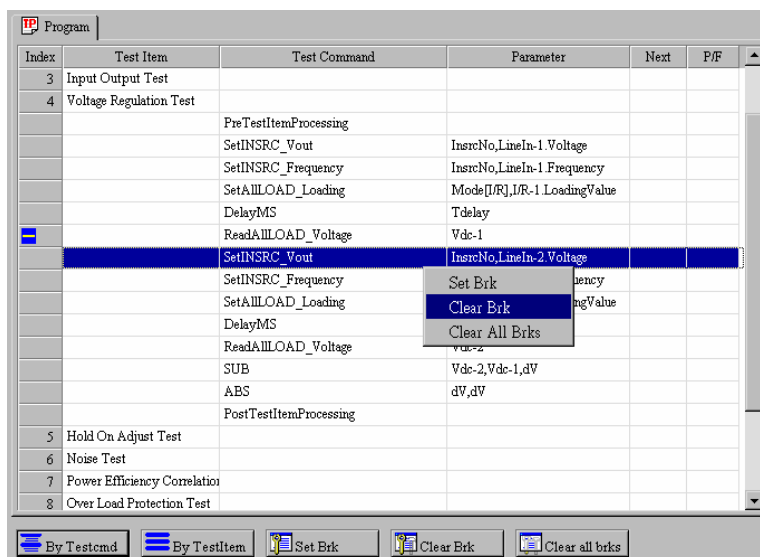 TP Program
Index Test Item Test Command Parameter Next P/F
3 Input Output Test
4 Voltage Regulation Test
PreTestItemProcessing
SetINSRC_Vout InsrcNo,LineIn-1.Voltage
SetINSRC_Frequency InsrcNo,LineIn-1.Frequency
SetAllLOAD_Loading Mode[I/R],I/R-1.LoadingValue
DelayMS Tdelay
ReadAllLOAD_Voltage Vdc-1
SetINSRC_Vout InsrcNo,LineIn-2.Voltage
SetINSRC_Frequency
Set Brk
SetAllLOAD_Loading
Clear Brk
DelayMS
Clear All Brks
ReadAllLOAD_Voltage Vdc-2
SUB Vdc-2,Vdc-1,dV
ABS dV,dV
PostTestItemProcessing
5 Hold On Adjust Test
6 Noise Test
7 Power Efficiency Correlation
8 Over Load Protection Test
By Testcmd By TestItem Set Brk Clear Brk Clear all brks